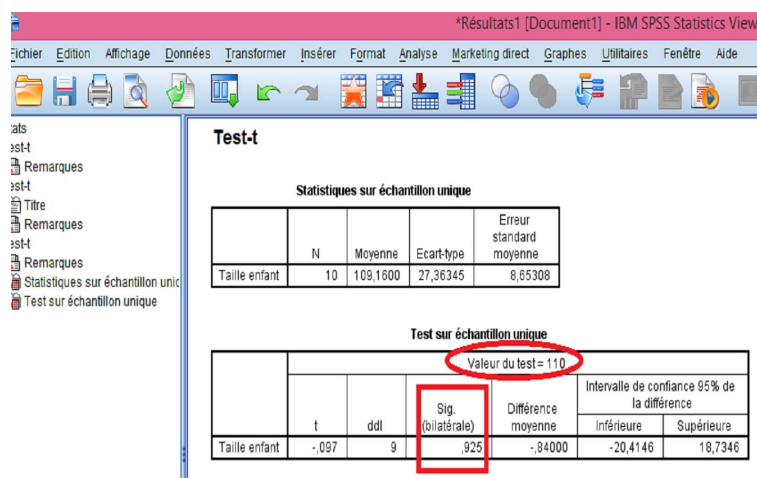 *Résultats1 [Document1] - IBM SPSS Statistics View
Fichier Edition Affichage Données Transformer Insérer Format Analyse Marketing direct Graphes Utilitaires Fenêtre Aide
tats
est-t
Remarques
est-t
Titre
Remarques
est-t
Remarques
Statistiques sur échantillon unic
Test sur échantillon unique
Test-t
Statistiques sur échantillon unique
N Moyenne Ecart-type Erreur standard moyenne
Taille enfant 10 109,1600 27,36345 8,65308
Test sur échantillon unique
Valeur du test = 110
t ddl Sig. (bilatérale) Différence moyenne Intervalle de confiance 95% de la différence
Inférieure Supérieure
Taille enfant -,097 9 ,925 -,84000 -20,4146 18,7346